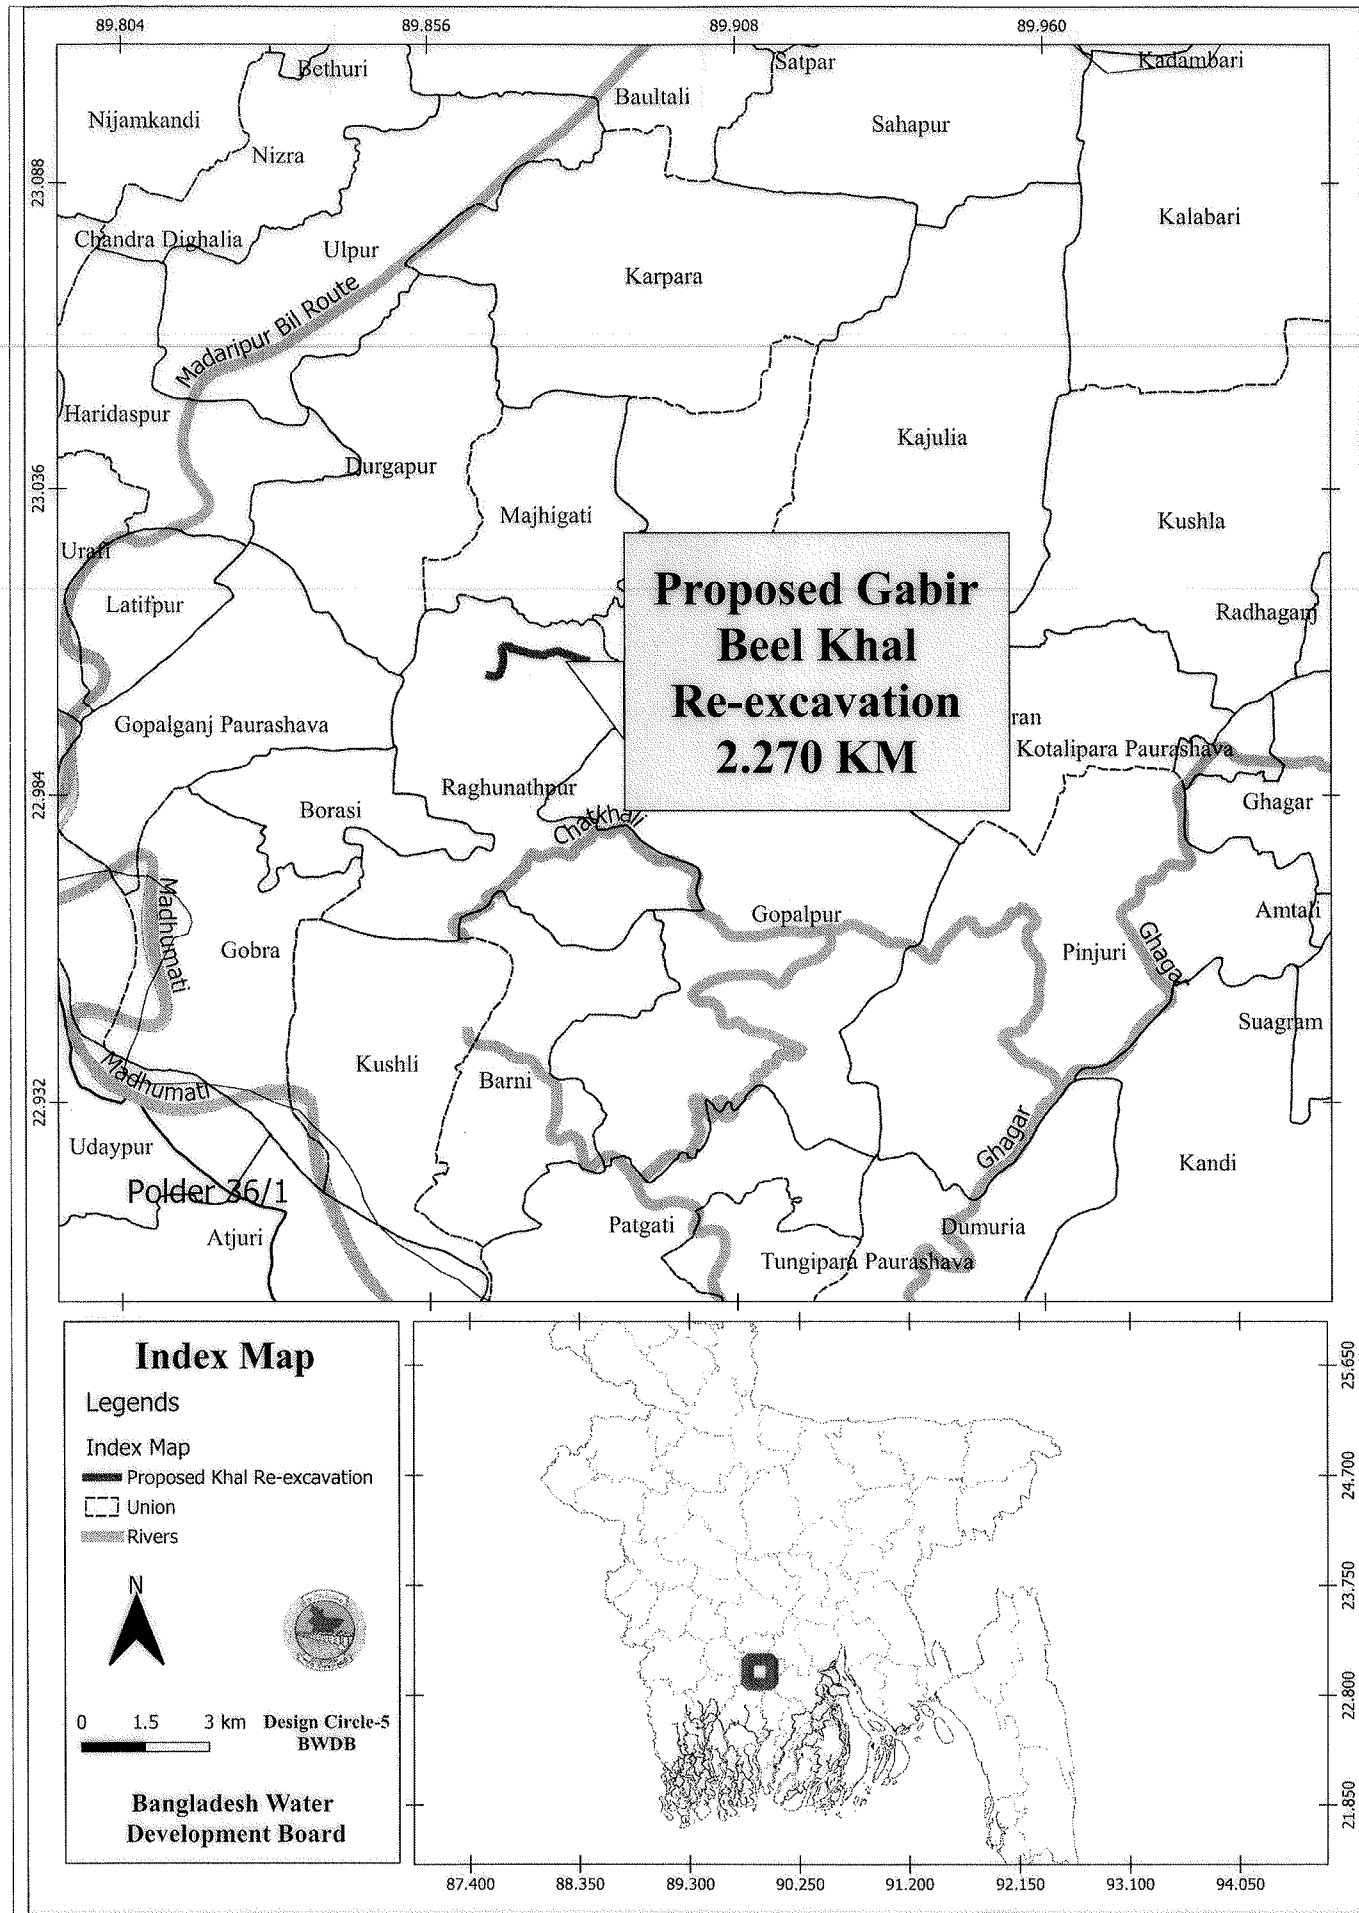 89.804
89.856
89.908
89.960
Bethuri
Satpar
Kadambari
Nijamkandi
Baultali
Sahapur
Nizra
23.088
Kalabari
Chandra Dighalia
Ulpur
Karpara
Madaripur Bil Route
Haridaspur
Kajulia
Durgapur
23.036
Majhigati
Kushla
Urafi
Latifpur
Radhaganj
Proposed Gabir
Beel Khal
Re-excavation
2.270 KM
Gopalganj Paurashava
ran
Kotalipara Paurashava
22.984
Raghunathpur
Borasi
Ghagar
Chatkhali
Madhumati
Gopalpur
Amtali
Gobra
Pinjuri
Ghagar
Suagram
Kushli
Barni
Madhumati
22.932
Ghagar
Udaypur
Kandi
Polder 36/1
Atjuri
Patgati
Dumuria
Tungipara Paurashava
Index Map
Legends
Index Map
Proposed Khal Re-excavation
Union
Rivers
N
0 1.5 3 km
Design Circle-5
BWDB
Bangladesh Water
Development Board
25.650
24.700
23.750
22.800
21.850
87.400
88.350
89.300
90.250
91.200
92.150
93.100
94.050